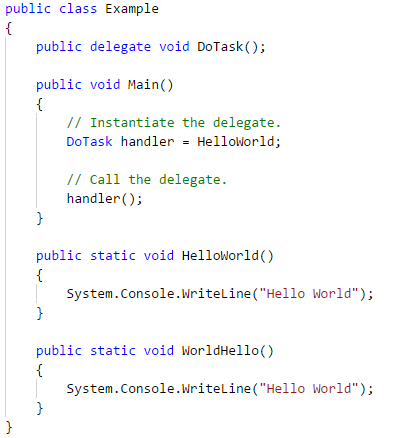 public class Example
{
    public delegate void DoTask();

    public void Main()
    {
        // Instantiate the delegate.
        DoTask handler = HelloWorld;

        // Call the delegate.
        handler();
    }

    public static void HelloWorld()
    {
        System.Console.WriteLine("Hello World");
    }

    public static void WorldHello()
    {
        System.Console.WriteLine("Hello World");
    }
}